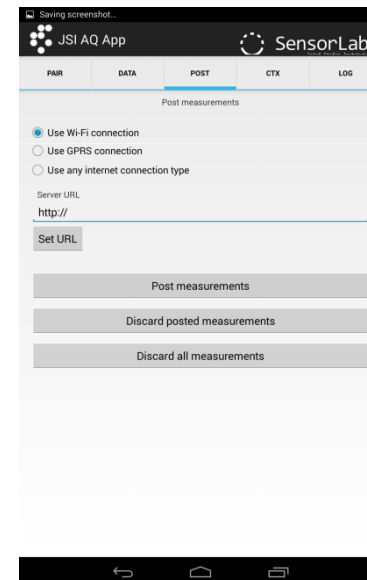 Saving screenshot...
JSI AQ App SensorLab
PAIR DATA POST CTX LOG
Post measurements
Use Wi-Fi connection
Use GPRS connection
Use any internet connection type
Server URL
http://
Set URL
Post measurements
Discard posted measurements
Discard all measurements